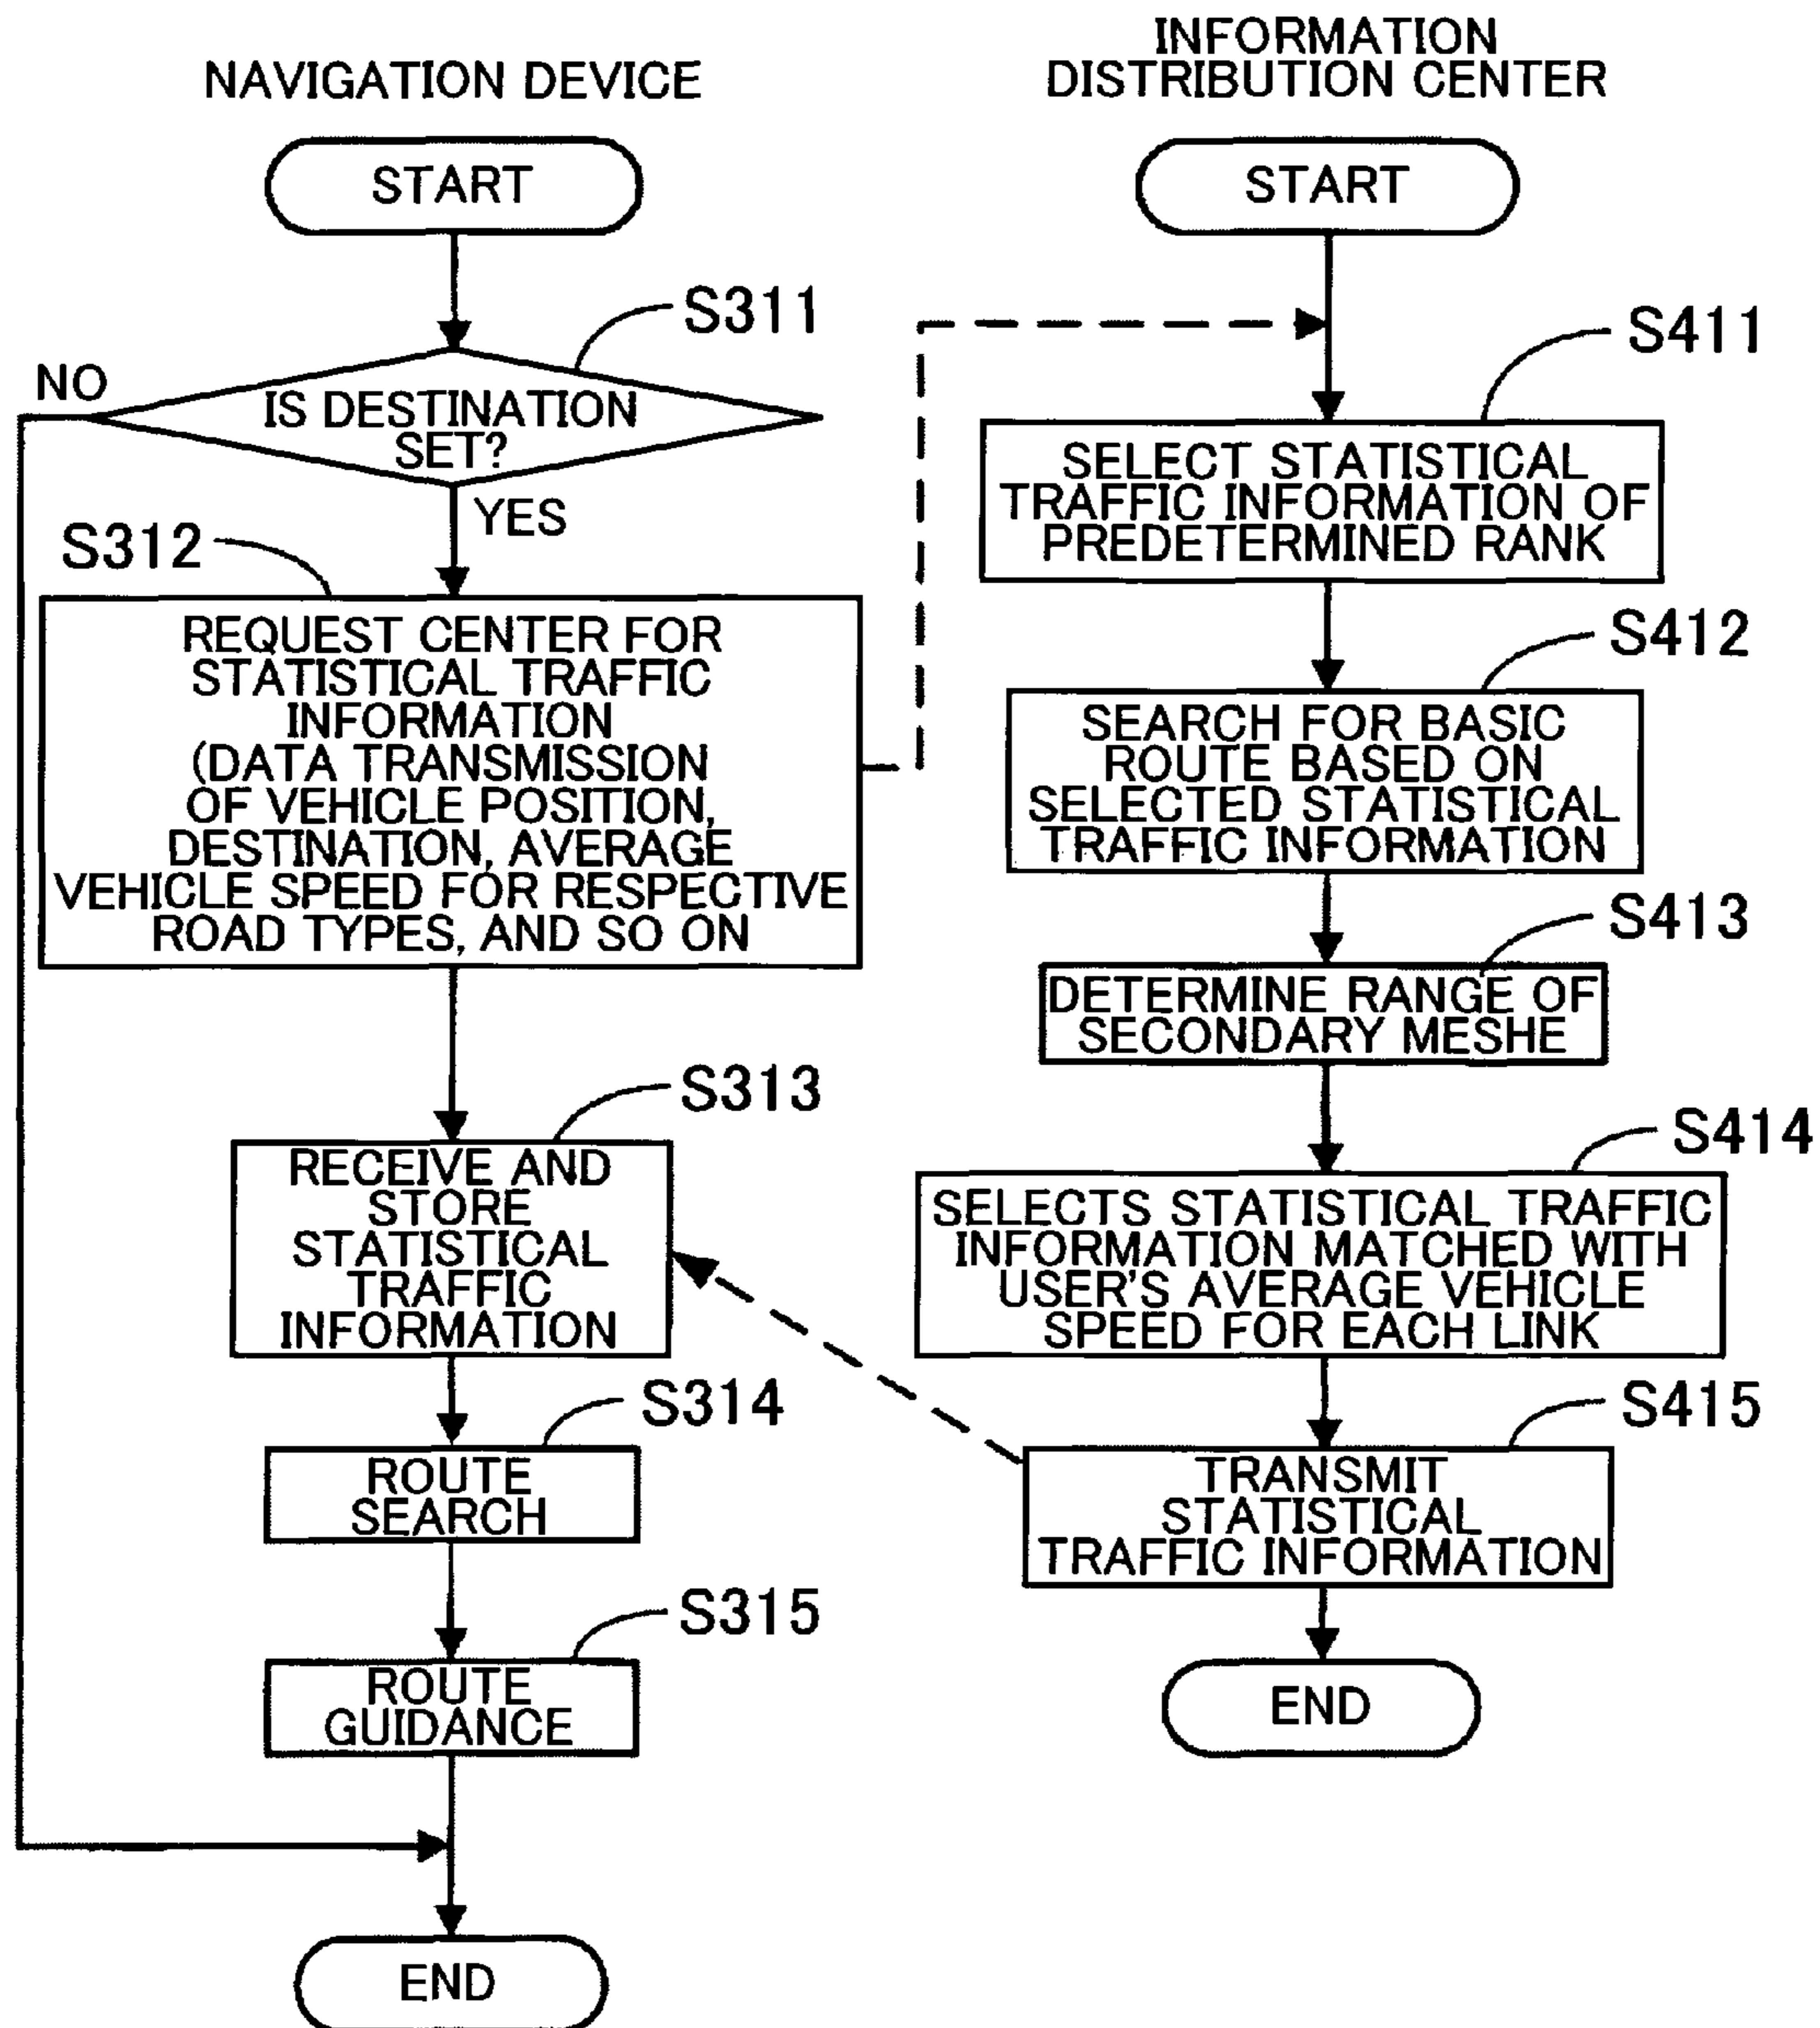 NAVIGATION DEVICE
START
S311
NO
IS DESTINATION
SET?
YES
S312
REQUEST CENTER FOR
STATISTICAL TRAFFIC
INFORMATION
(DATA TRANSMISSION
OF VEHICLE POSITION,
DESTINATION, AVERAGE
VEHICLE SPEED FOR RESPECTIVE
ROAD TYPES, AND SO ON
S313
RECEIVE AND
STORE
STATISTICAL
TRAFFIC
INFORMATION
S314
ROUTE
SEARCH
S315
ROUTE
GUIDANCE
END
INFORMATION
DISTRIBUTION CENTER
START
S411
SELECT STATISTICAL
TRAFFIC INFORMATION OF
PREDETERMINED RANK
S412
SEARCH FOR BASIC
ROUTE BASED ON
SELECTED STATISTICAL
TRAFFIC INFORMATION
S413
DETERMINE RANGE OF
SECONDARY MESHE
S414
SELECTS STATISTICAL TRAFFIC
INFORMATION MATCHED WITH
USER'S AVERAGE VEHICLE
SPEED FOR EACH LINK
S415
TRANSMIT
STATISTICAL
TRAFFIC INFORMATION
END